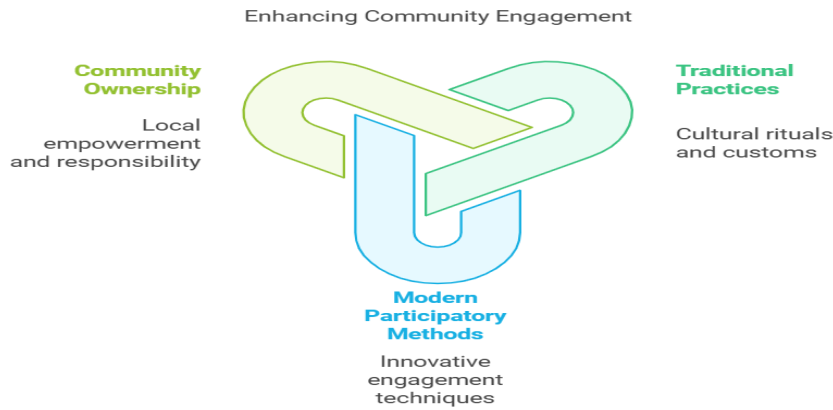 Enhancing Community Engagement
Community
Ownership
Local
empowerment
and responsibility
Traditional
Practices
Cultural rituals
and customs
Modern
Participatory
Methods
Innovative
engagement
techniques